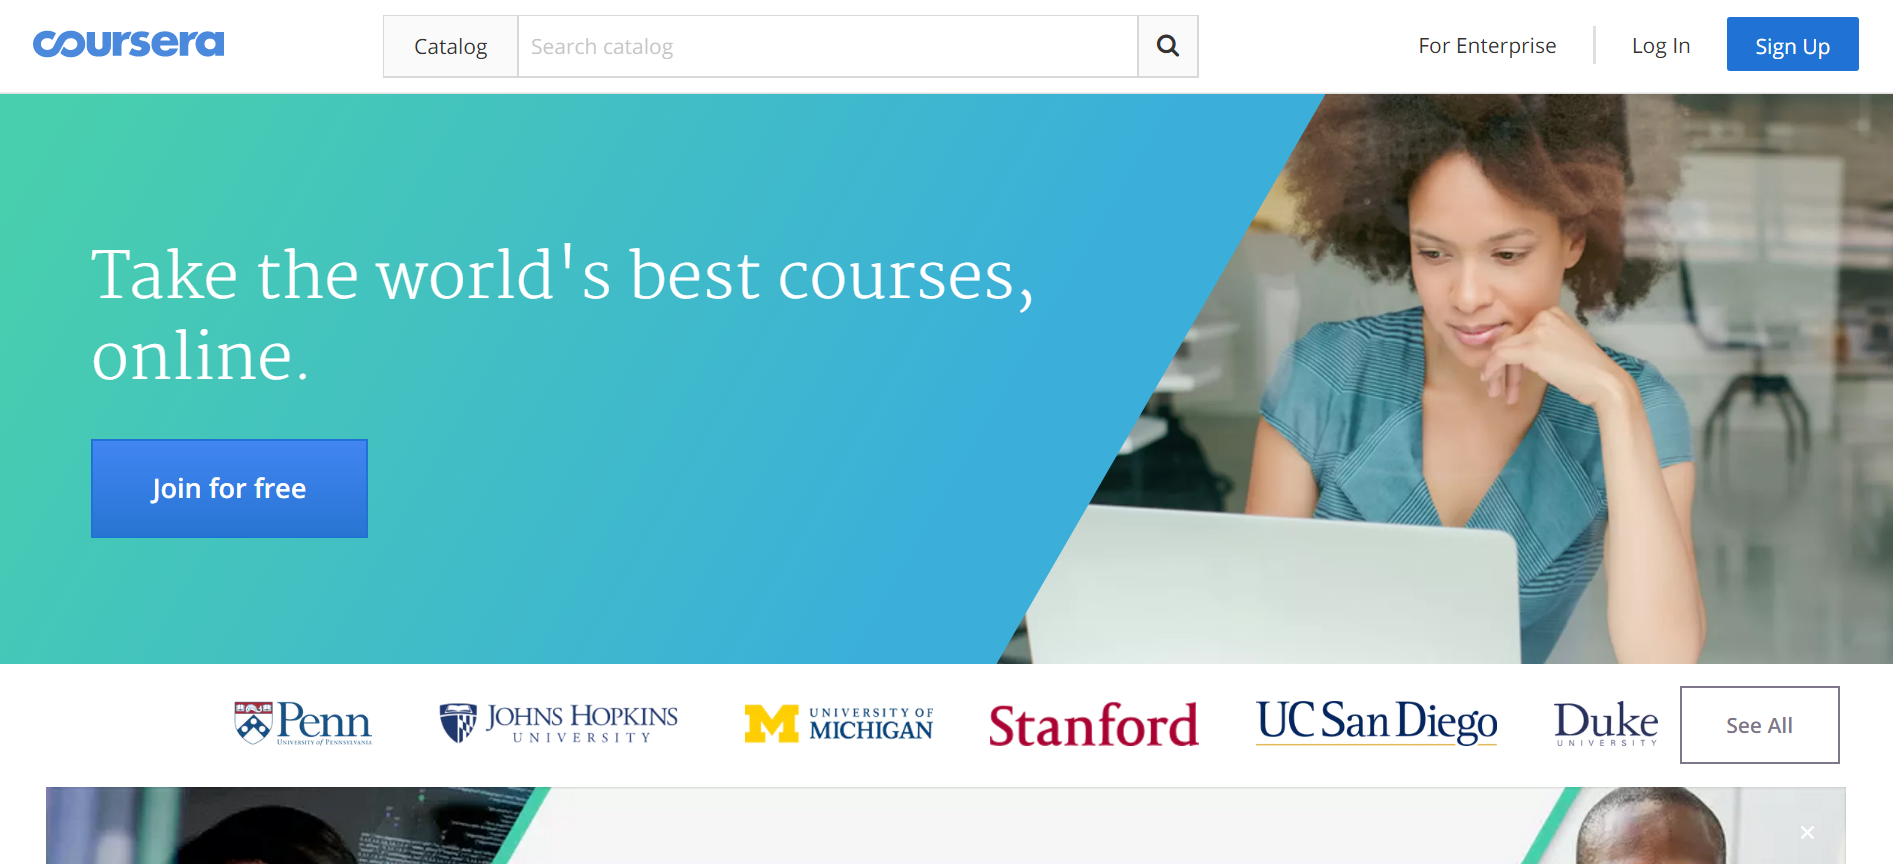 coursera
Catalog
Search catalog
For Enterprise
Log In
Sign Up
Take the world's best courses,
online.
Join for free
Penn
UNIVERSITY of PENNSYLVANIA
JOHNS HOPKINS
UNIVERSITY
M
UNIVERSITY OF
MICHIGAN
Stanford
UC San Diego
Duke
UNIVERSITY
See All